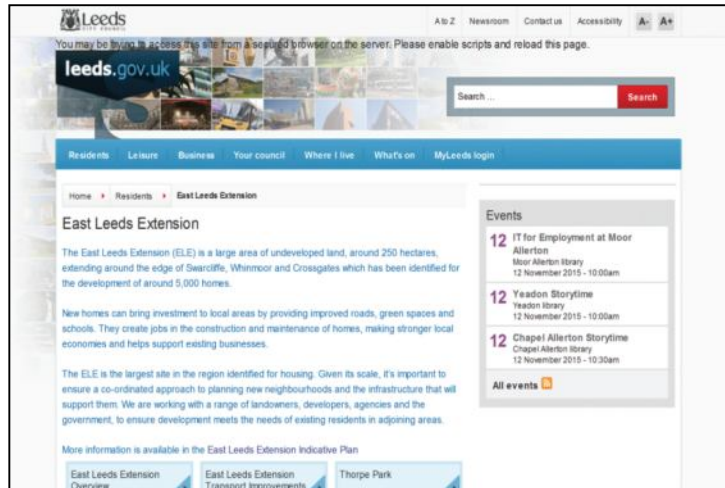 Leeds
CITY COUNCIL
A to Z Newsroom Contact us Accessibility A- A+
You may be trying to access this site from a secured browser on the server. Please enable scripts and reload this page.
leeds.gov.uk
Search ... Search
Residents Leisure Business Your council Where I live What's on MyLeeds login
Home Residents East Leeds Extension
East Leeds Extension
The East Leeds Extension (ELE) is a large area of undeveloped land, around 250 hectares,
extending around the edge of Swarcliffe, Whinmoor and Crossgates which has been identified for
the development of around 5,000 homes.
New homes can bring investment to local areas by providing improved roads, green spaces and
schools. They create jobs in the construction and maintenance of homes, making stronger local
economies and helps support existing businesses.
The ELE is the largest site in the region identified for housing. Given its scale, it's important to
ensure a co-ordinated approach to planning new neighbourhoods and the infrastructure that will
support them. We are working with a range of landowners, developers, agencies and the
government, to ensure development meets the needs of existing residents in adjoining areas.
More information is available in the East Leeds Extension Indicative Plan
East Leeds Extension
Overview
East Leeds Extension
Transport Improvements
Thorpe Park
Events
12 IT for Employment at Moor
Allerton
Moor Allerton library
12 November 2015 - 10:00am
12 Yeadon Storytime
Yeadon library
12 November 2015 - 10:00am
12 Chapel Allerton Storytime
Chapel Allerton library
12 November 2015 - 10:30am
All events